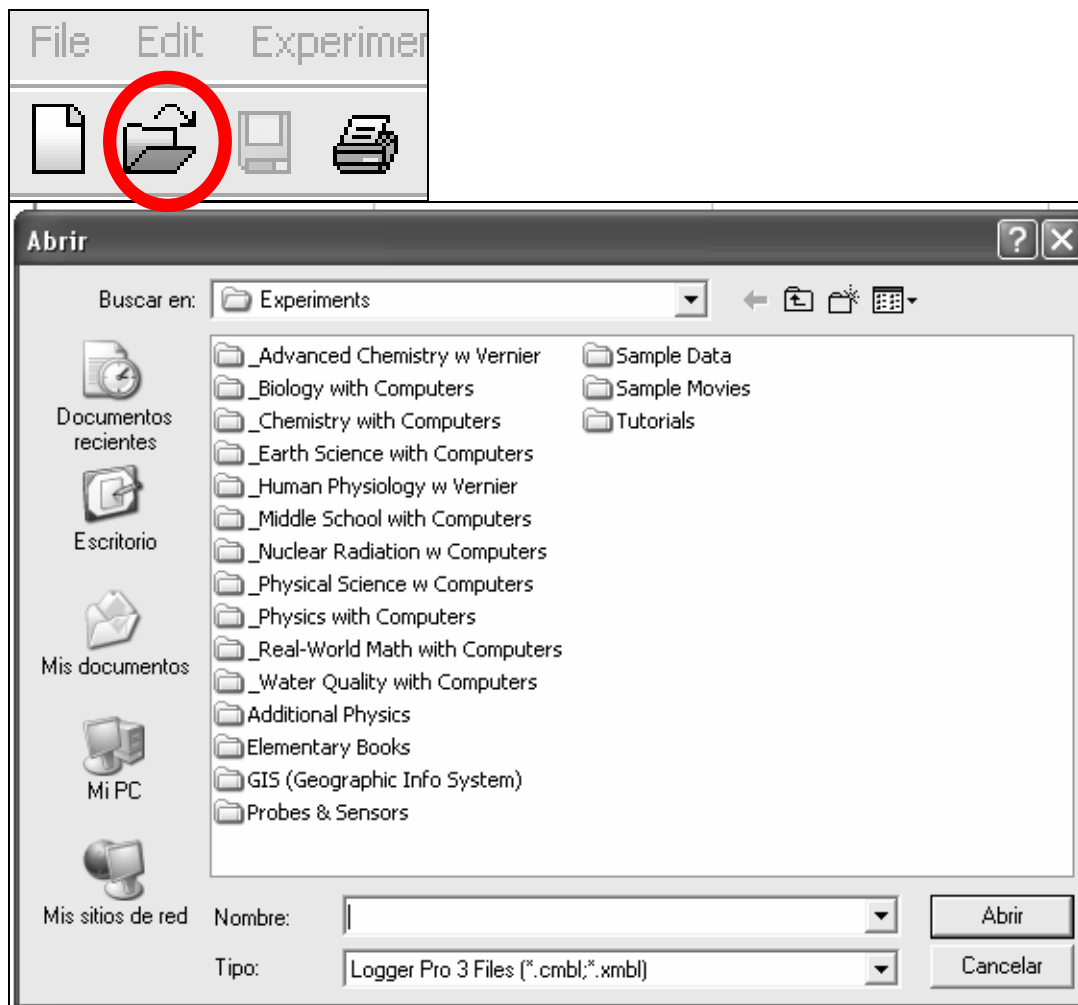 File Edit Experimer
Abrir
Buscar en: Experiments
_Advanced Chemistry w Vernier
_Biology with Computers
_Chemistry with Computers
_Earth Science with Computers
_Human Physiology w Vernier
_Middle School with Computers
_Nuclear Radiation w Computers
_Physical Science w Computers
_Physics with Computers
_Real-World Math with Computers
_Water Quality with Computers
Additional Physics
Elementary Books
GIS (Geographic Info System)
Probes & Sensors
Sample Data
Sample Movies
Tutorials
Documentos
recientes
Escritorio
Mis documentos
Mi PC
Mis sitios de red
Nombre:
Abrir
Tipo: Logger Pro 3 Files (*.cmbl;*.xmbl)
Cancelar